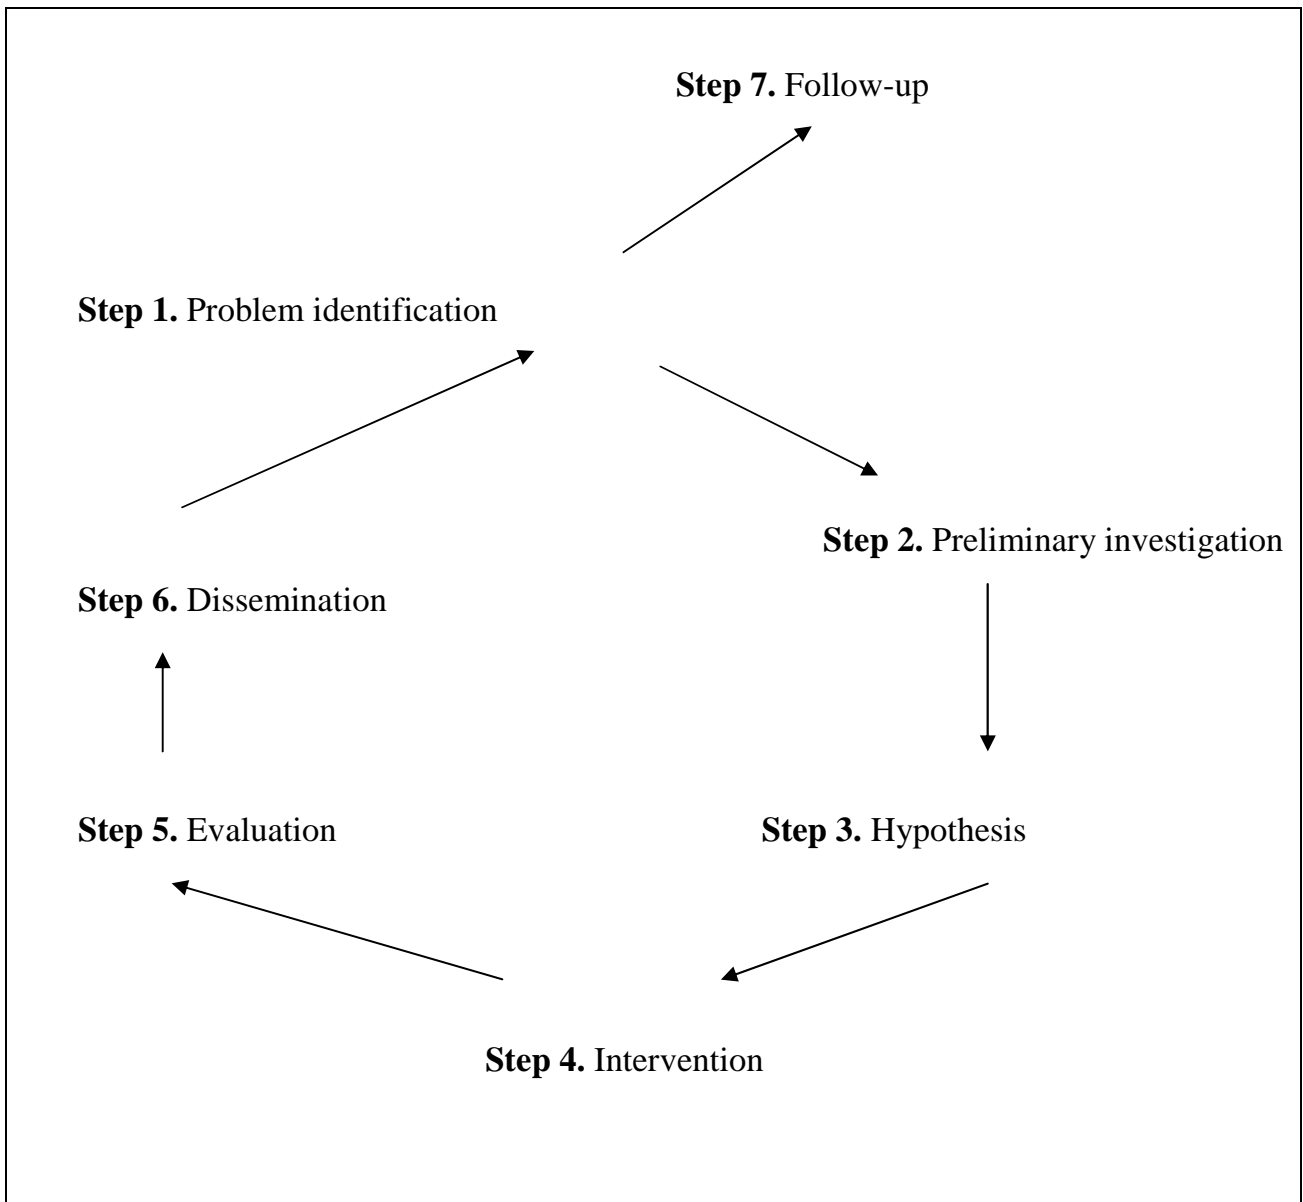 Step 7. Follow-up
Step 1. Problem identification
Step 2. Preliminary investigation
Step 6. Dissemination
Step 5. Evaluation
Step 3. Hypothesis
Step 4. Intervention